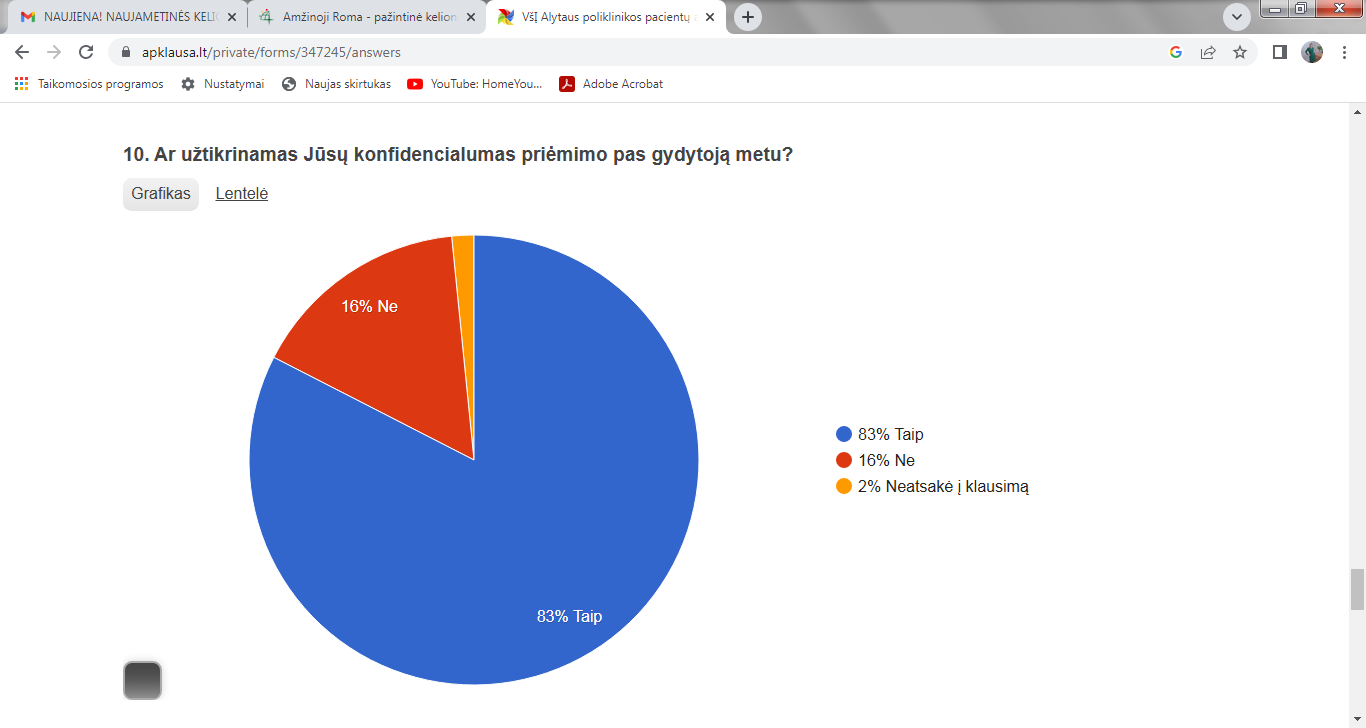 NAUJIENA! NAUJAMETINĖS KELI
Amžinoji Roma - pažintinė kelion
VšĮ Alytaus poliklinikos pacientų
apklausa.lt/private/forms/347245/answers
Taikomosios programos
Nustatymai
Naujas skirtukas
YouTube: HomeYou...
Adobe Acrobat
10. Ar užtikrinamas Jūsų konfidencialumas priėmimo pas gydytoją metu?
Grafikas
Lentelė
16% Ne
83% Taip
83% Taip
16% Ne
2% Neatsakė į klausimą